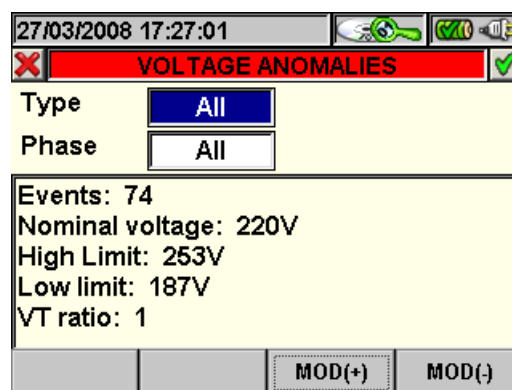 27/03/2008 17:27:01
VOLTAGE ANOMALIES
Type All
Phase All
Events: 74
Nominal voltage: 220V
High Limit: 253V
Low limit: 187V
VT ratio: 1
MOD(+) MOD(-)